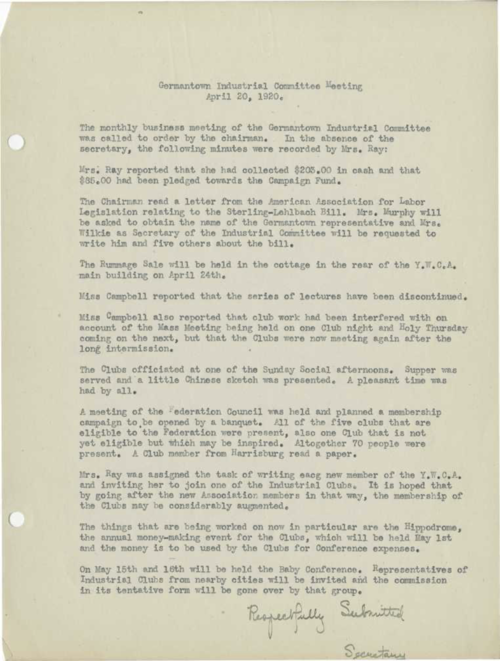 Germantown Industrial Committee Meeting
April 20, 1920.
The monthly business meeting of the Germantown Industrial Committee
was called to order by the chairman. In the absence of the
secretary, the following minutes were recorded by Mrs. Ray:
Mrs. Ray reported that she had collected $203.00 in cash and that
$85.00 had been pledged towards the Campaign Fund.
The Chairman read a letter from the American Association for Labor
Legislation relating to the Sterling-Lehlbach Bill. Mrs. Murphy will
be asked to obtain the name of the Germantown representative and Mrs.
Wilkie as Secretary of the Industrial Committee will be requested to
write him and five others about the bill.
The Rummage Sale will be held in the cottage in the rear of the Y.W.C.A.
main building on April 24th.
Miss Campbell reported that the series of lectures have been discontinued.
Miss Campbell also reported that club work had been interfered with on
account of the Mass Meeting being held on one Club night and Holy Thursday
coming on the next, but that the Clubs were now meeting again after the
long intermission.
The Clubs officiated at one of the Sunday Social afternoons. Supper was
served and a little Chinese sketch was presented. A pleasant time was
had by all.
A meeting of the Federation Council was held and planned a membership
campaign to be opened by a banquet. All of the five clubs that are
eligible to the Federation were present, also one Club that is not
yet eligible but which may be inspired. Altogether 70 people were
present. A Club member from Harrisburg read a paper.
Mrs. Ray was assigned the task of writing eacg new member of the Y.W.C.A.
and inviting her to join one of the Industrial Clubs. It is hoped that
by going after the new Association members in that way, the membership of
the Clubs may be considerably augmented.
The things that are being worked on now in particular are the Hippodrome,
the annual money-making event for the Clubs, which will be held May 1st
and the money is to be used by the Clubs for Conference expenses.
On May 15th and 16th will be held the Baby Conference. Representatives of
Industrial Clubs from nearby cities will be invited and the commission
in its tentative form will be gone over by that group.
Respectfully Submitted
Secretary